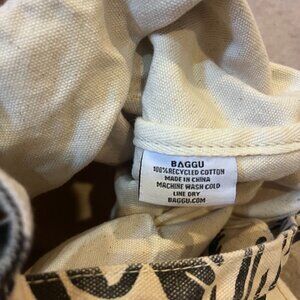 BAGGU
100% RECYCLED COTTON
MADE IN CHINA
MACHINE WASH COLD
LINE DRY
BAGGU.COM